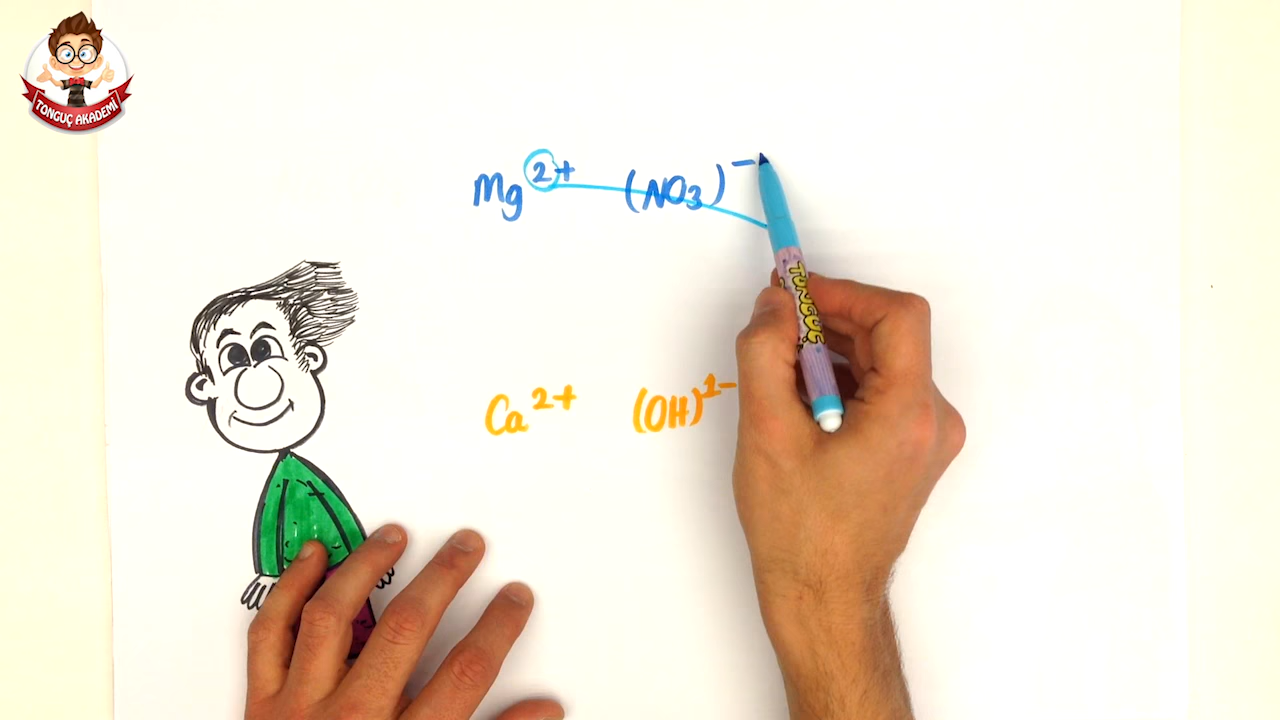 TONGUÇ AKADEMİ
Mg²⁺ (NO₃)⁻
Ca²⁺ (OH)¹⁻
TONGUÇ